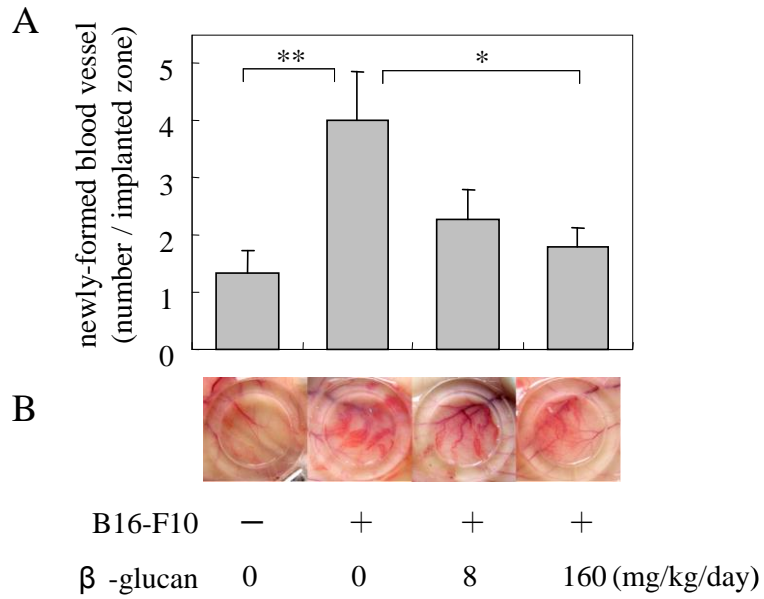 A
newly-formed blood vessel
(number / implanted zone)
5
4
3
2
1
0
**
*
B
B16-F10 − + + +
β -glucan 0 0 8 160 (mg/kg/day)